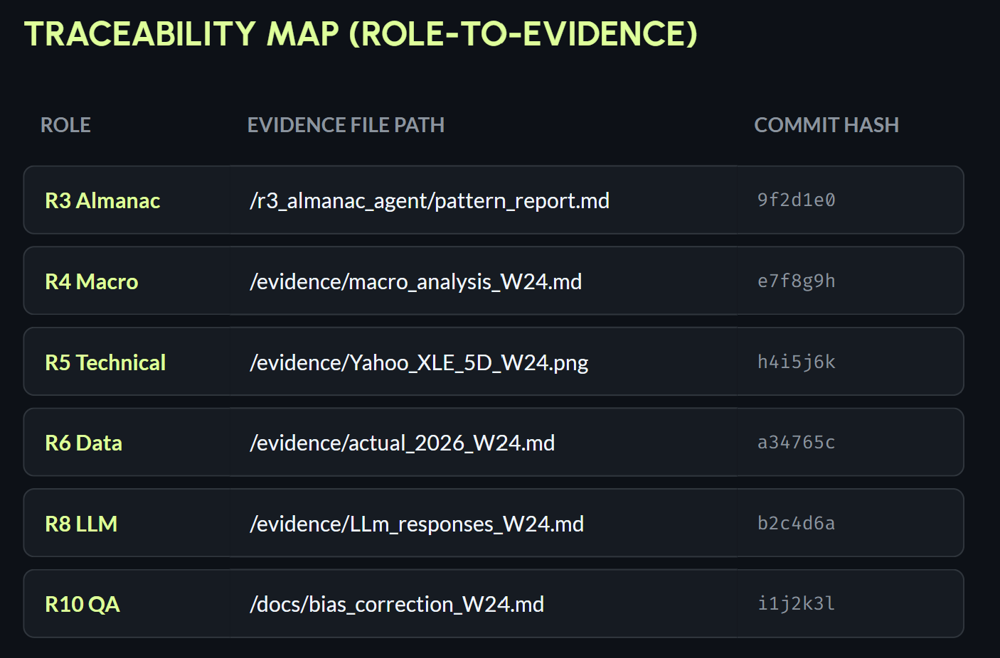 TRACEABILITY MAP (ROLE-TO-EVIDENCE)
ROLE EVIDENCE FILE PATH COMMIT HASH
R3 Almanac /r3_almanac_agent/pattern_report.md 9f2d1e0
R4 Macro /evidence/macro_analysis_W24.md e7f8g9h
R5 Technical /evidence/Yahoo_XLE_5D_W24.png h4i5j6k
R6 Data /evidence/actual_2026_W24.md a34765c
R8 LLM /evidence/LLm_responses_W24.md b2c4d6a
R10 QA /docs/bias_correction_W24.md i1j2k3l